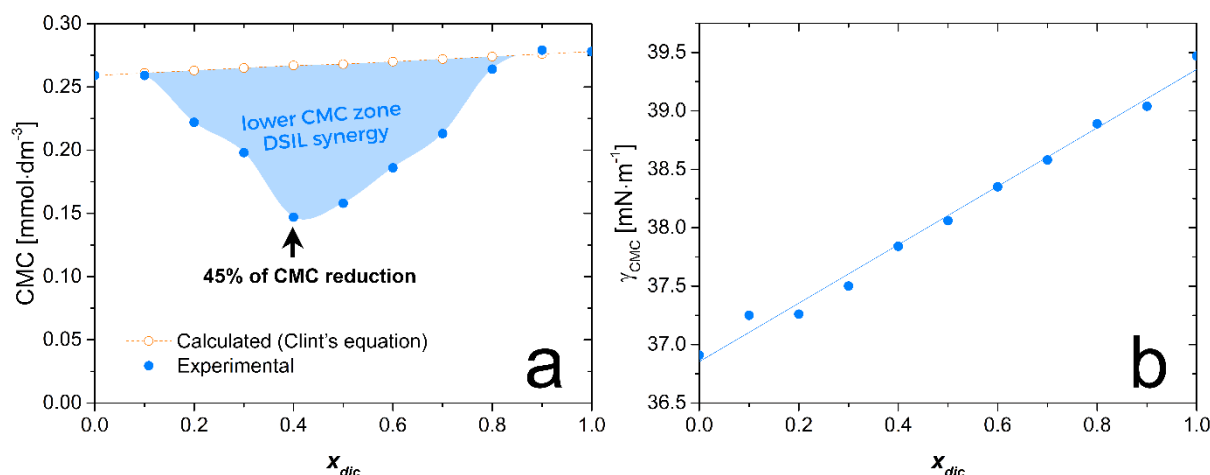 0.30
0.25
0.20
0.15
0.10
0.05
0.00
CMC [mmol·dm⁻³]
lower CMC zone
DSIL synergy
45% of CMC reduction
Calculated (Clint's equation)
Experimental
a
0.0 0.2 0.4 0.6 0.8 1.0
x_dic
39.5
39.0
38.5
38.0
37.5
37.0
36.5
γ_CMC [mN·m⁻¹]
b
0.0 0.2 0.4 0.6 0.8 1.0
x_dic